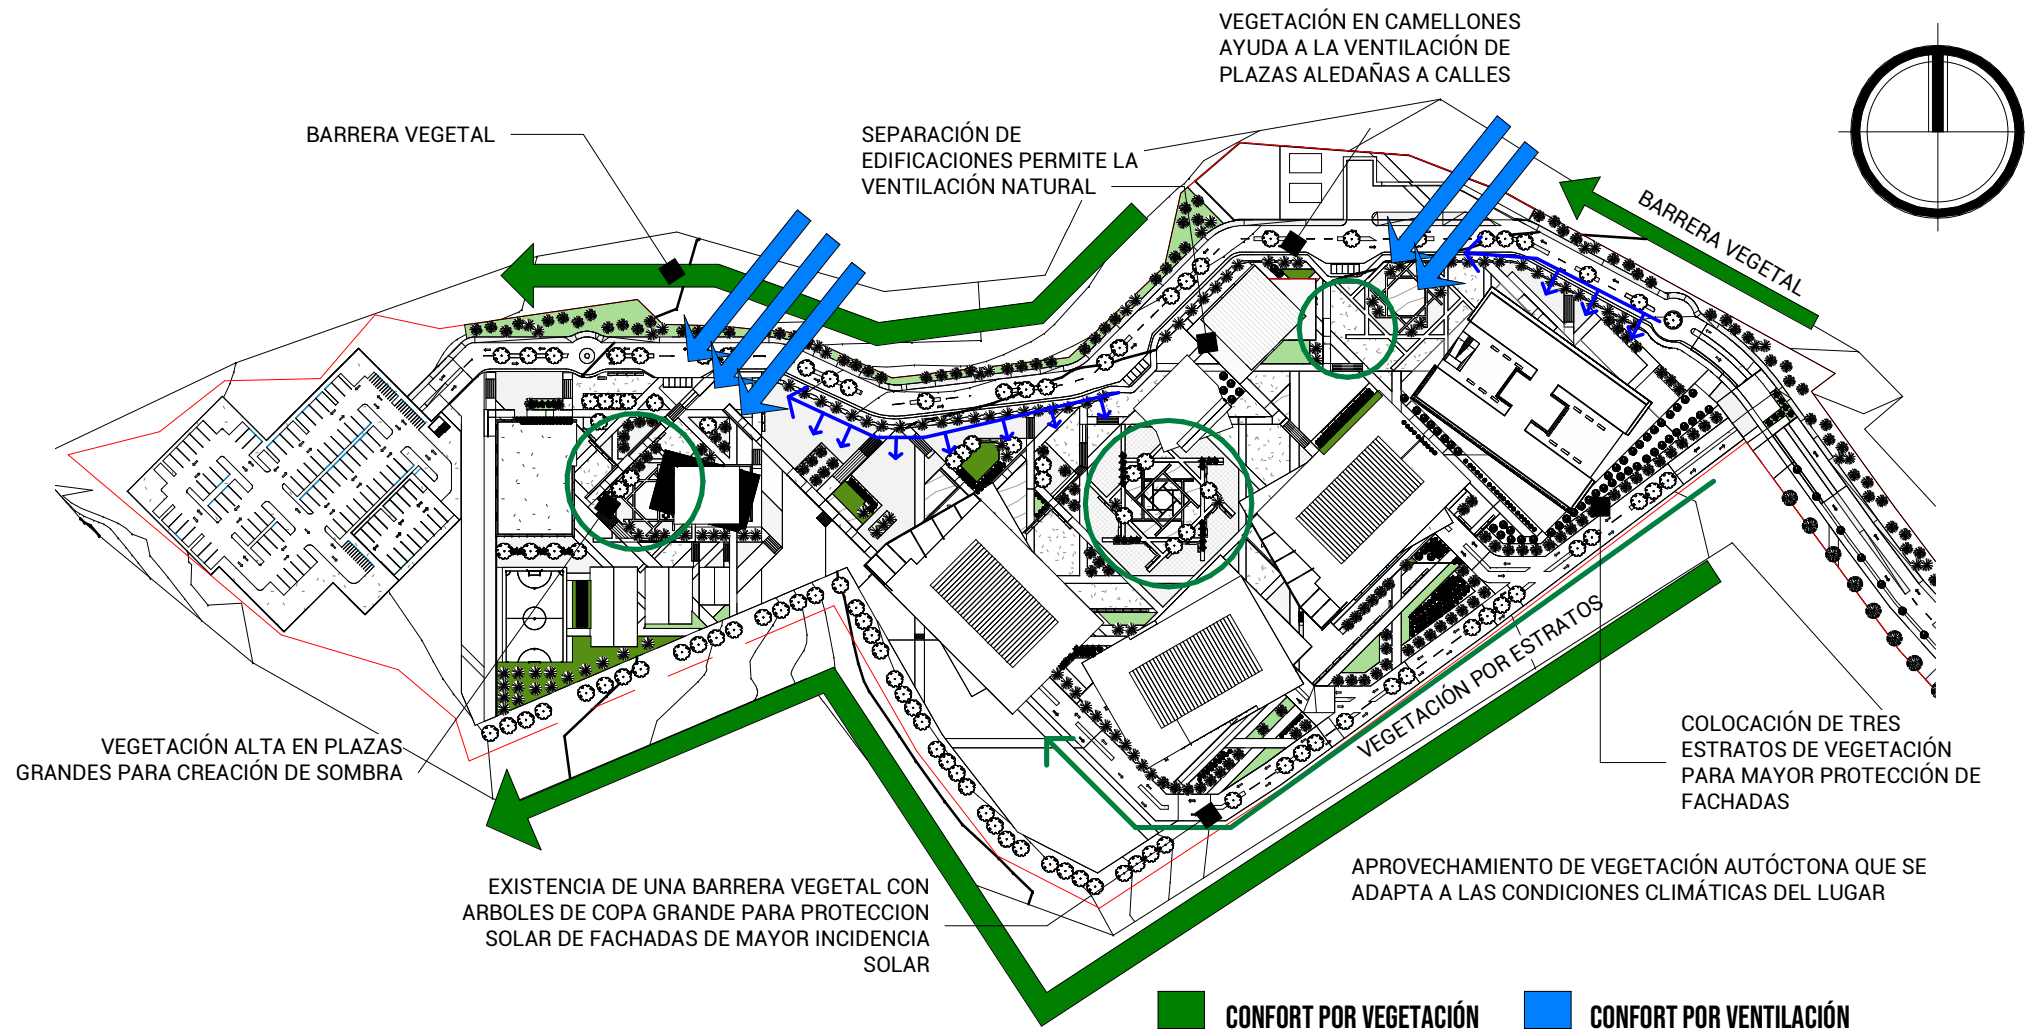 VEGETACIÓN EN CAMELLONES
AYUDA A LA VENTILACIÓN DE
PLAZAS ALEDAÑAS A CALLES
BARRERA VEGETAL
SEPARACIÓN DE
EDIFICACIONES PERMITE LA
VENTILACIÓN NATURAL
BARRERA VEGETAL
VEGETACIÓN POR ESTRATOS
VEGETACIÓN ALTA EN PLAZAS
GRANDES PARA CREACIÓN DE SOMBRA
COLOCACIÓN DE TRES
ESTRATOS DE VEGETACIÓN
PARA MAYOR PROTECCIÓN DE
FACHADAS
EXISTENCIA DE UNA BARRERA VEGETAL CON
ARBOLES DE COPA GRANDE PARA PROTECCION
SOLAR DE FACHADAS DE MAYOR INCIDENCIA
SOLAR
APROVECHAMIENTO DE VEGETACIÓN AUTÓCTONA QUE SE
ADAPTA A LAS CONDICIONES CLIMÁTICAS DEL LUGAR
CONFORT POR VEGETACIÓN
CONFORT POR VENTILACIÓN